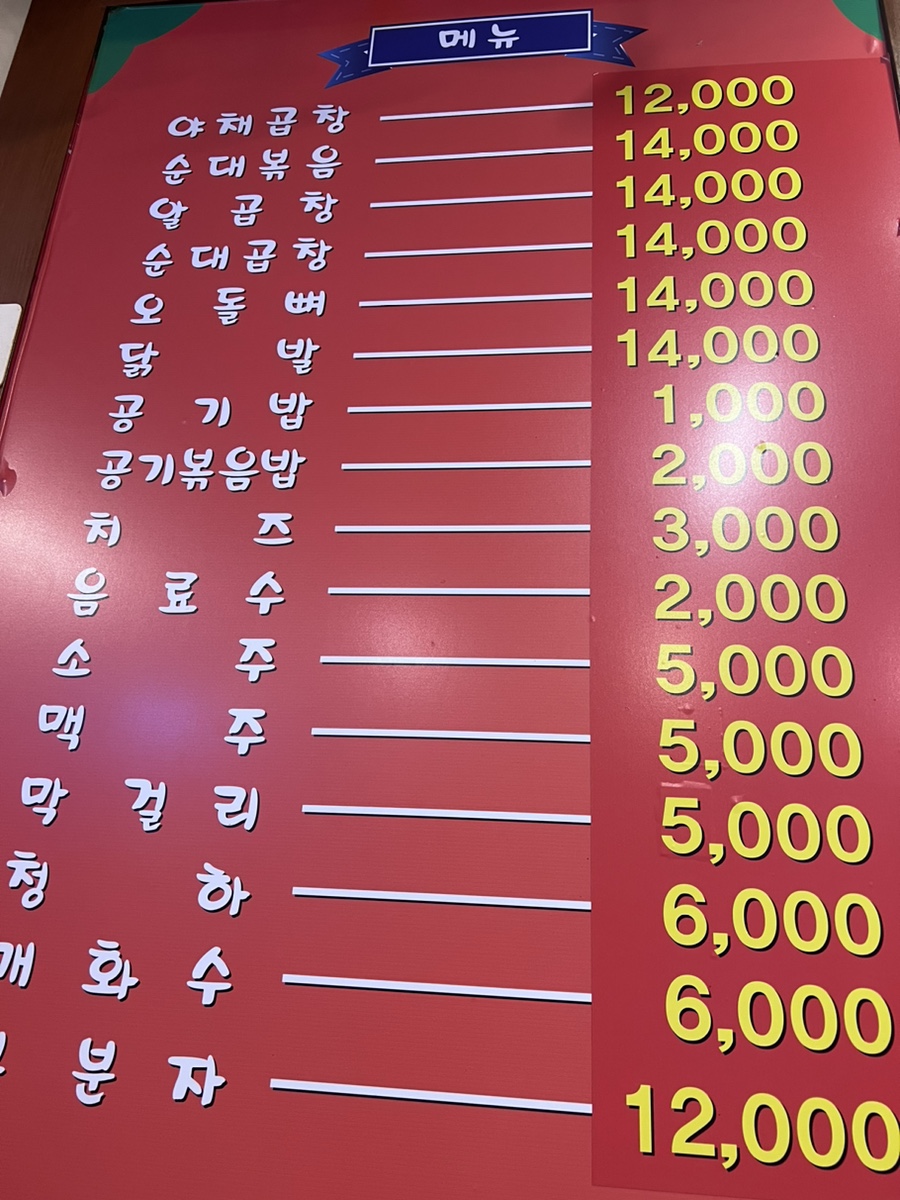 메뉴
야채곱창 12,000
순대볶음 14,000
알곱창 14,000
순대곱창 14,000
오돌뼈 14,000
닭발 14,000
공기밥 1,000
공기볶음밥 2,000
치즈 3,000
음료수 2,000
소주 5,000
맥주 5,000
막걸리 5,000
청하 6,000
개화수 6,000
분자 12,000